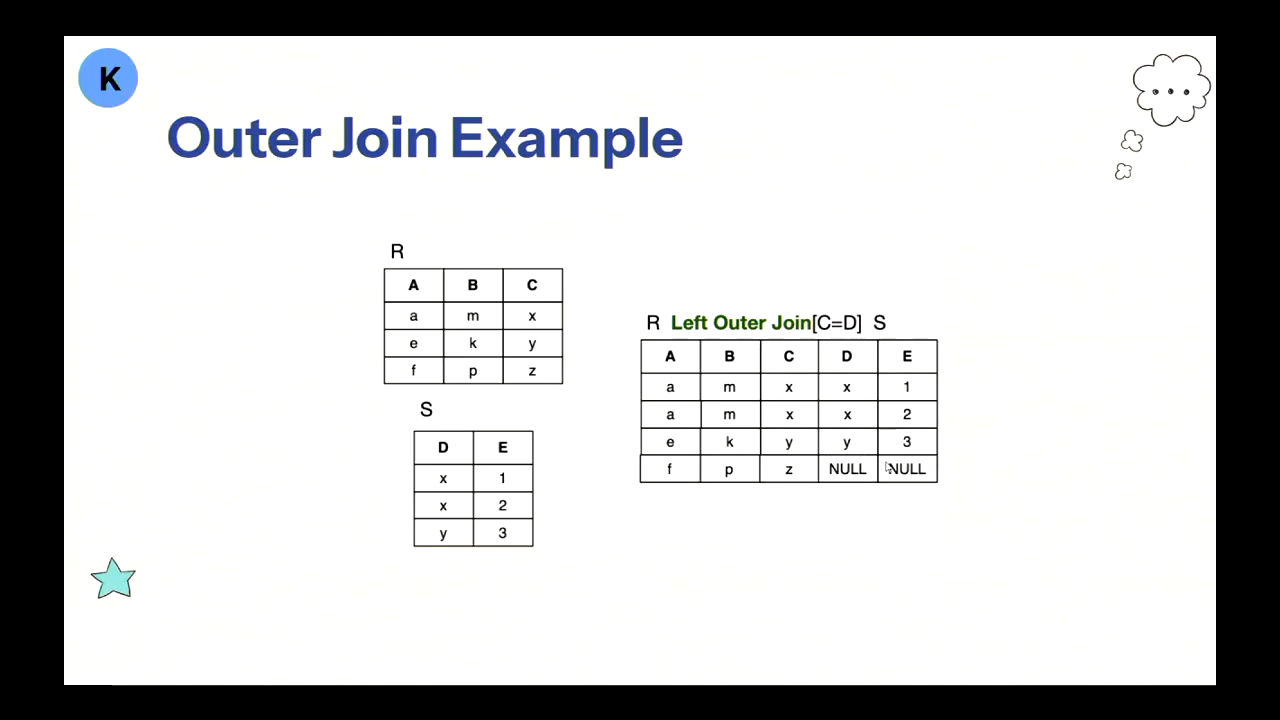 K
Outer Join Example
R
A B C
a m x
e k y
f p z
S
D E
x 1
x 2
y 3
R Left Outer Join[C=D] S
A B C D E
a m x x 1
a m x x 2
e k y y 3
f p z NULL NULL